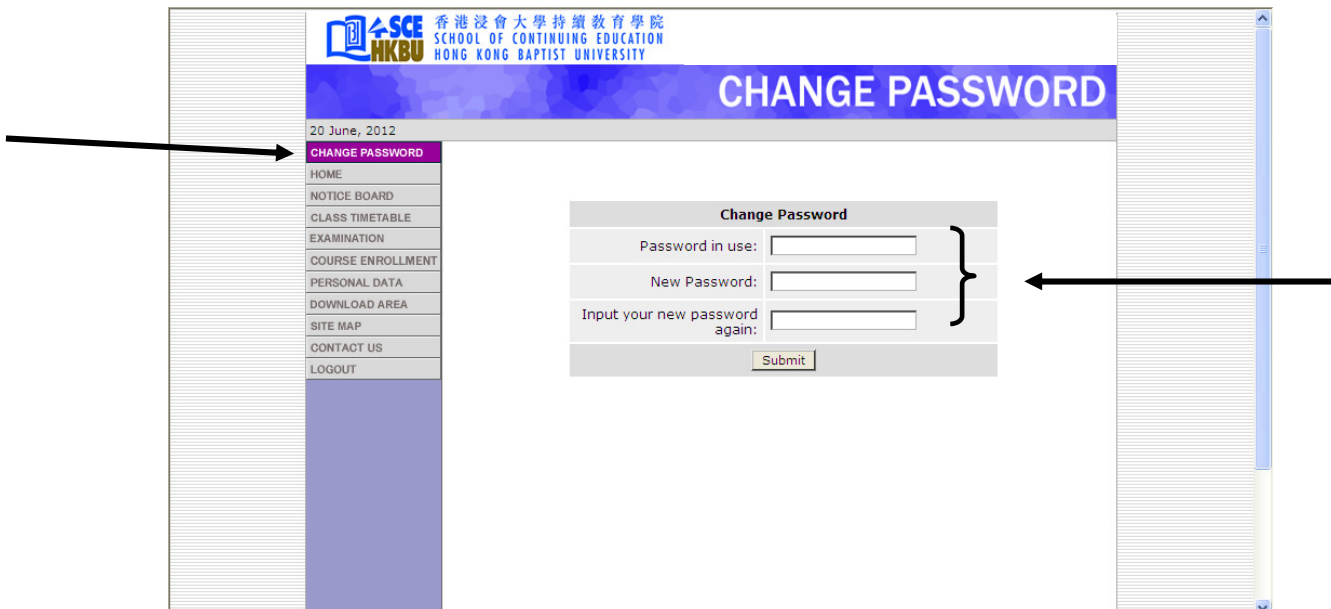 SCE
HKBU
香港浸會大學持續教育學院
SCHOOL OF CONTINUING EDUCATION
HONG KONG BAPTIST UNIVERSITY
CHANGE PASSWORD
20 June, 2012
CHANGE PASSWORD
HOME
NOTICE BOARD
CLASS TIMETABLE
EXAMINATION
COURSE ENROLLMENT
PERSONAL DATA
DOWNLOAD AREA
SITE MAP
CONTACT US
LOGOUT
Change Password
Password in use:
New Password:
Input your new password
again:
Submit